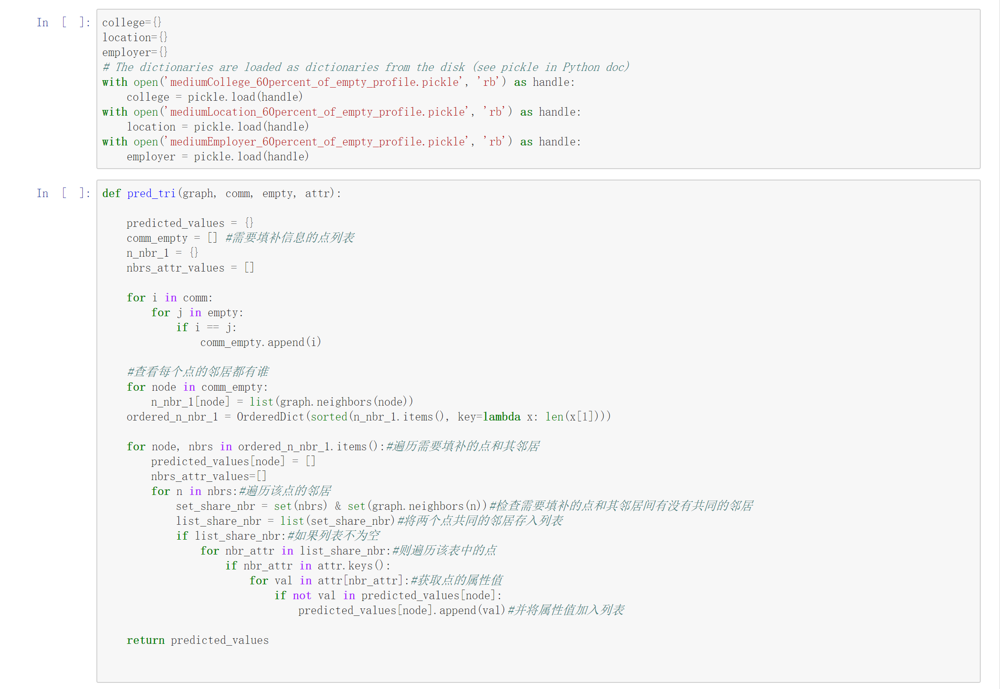 In [ ]:
college={}
location={}
employer={}
# The dictionaries are loaded as dictionaries from the disk (see pickle in Python doc)
with open('mediumCollege_60percent_of_empty_profile.pickle', 'rb') as handle:
    college = pickle.load(handle)
with open('mediumLocation_60percent_of_empty_profile.pickle', 'rb') as handle:
    location = pickle.load(handle)
with open('mediumEmployer_60percent_of_empty_profile.pickle', 'rb') as handle:
    employer = pickle.load(handle)
In [ ]:
def pred_tri(graph, comm, empty, attr):
    predicted_values = {}
    comm_empty = [] #需要填补信息的点列表
    n_nbr_1 = {}
    nbrs_attr_values = []
    for i in comm:
        for j in empty:
            if i == j:
                comm_empty.append(i)
    #查看每个点的邻居都有谁
    for node in comm_empty:
        n_nbr_1[node] = list(graph.neighbors(node))
    ordered_n_nbr_1 = OrderedDict(sorted(n_nbr_1.items(), key=lambda x: len(x[1])))
    for node, nbrs in ordered_n_nbr_1.items():#遍历需要填补的点和其邻居
        predicted_values[node] = []
        nbrs_attr_values=[]
        for n in nbrs:#遍历该点的邻居
            set_share_nbr = set(nbrs) & set(graph.neighbors(n))#检查需要填补的点和其邻居间有没有共同的邻居
            list_share_nbr = list(set_share_nbr)#将两个点共同的邻居存入列表
            if list_share_nbr:#如果列表不为空
                for nbr_attr in list_share_nbr:#则遍历该表中的点
                    if nbr_attr in attr.keys():
                        for val in attr[nbr_attr]:#获取点的属性值
                            if not val in predicted_values[node]:
                                predicted_values[node].append(val)#并将属性值加入列表
    return predicted_values